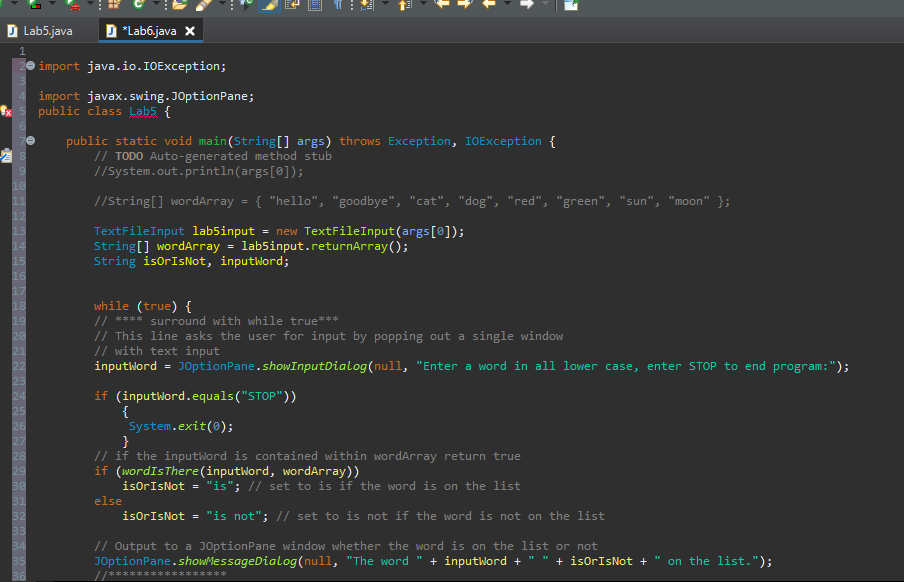 Lab5.java *Lab6.java
1
2 import java.io.IOException;
3
4 import javax.swing.JOptionPane;
5 public class Lab5 {
6
7 public static void main(String[] args) throws Exception, IOException {
8 // TODO Auto-generated method stub
9 //System.out.println(args[0]);
10
11 //String[] wordArray = { "hello", "goodbye", "cat", "dog", "red", "green", "sun", "moon" };
12
13 TextFileInput lab5input = new TextFileInput(args[0]);
14 String[] wordArray = lab5input.returnArray();
15 String isOrIsNot, inputWord;
16
17
18 while (true) {
19 // **** surround with while true***
20 // This line asks the user for input by popping out a single window
21 // with text input
22 inputWord = JOptionPane.showInputDialog(null, "Enter a word in all lower case, enter STOP to end program:");
23
24 if (inputWord.equals("STOP"))
25 {
26 System.exit(0);
27 }
28 // if the inputWord is contained within wordArray return true
29 if (wordIsThere(inputWord, wordArray))
30 isOrIsNot = "is"; // set to is if the word is on the list
31 else
32 isOrIsNot = "is not"; // set to is not if the word is not on the list
33
34 // Output to a JOptionPane window whether the word is on the list or not
35 JOptionPane.showMessageDialog(null, "The word " + inputWord + " " + isOrIsNot + " on the list.");
36 //****************